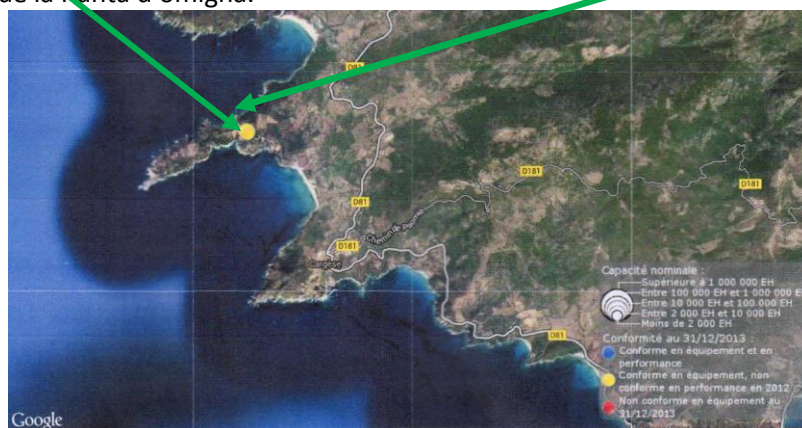 de la Punta d'omigna.
D81
D181
D181
D81
Chemin de Paomia
D181
Cargèse
D81
Capacité nominale :
Supérieure à 1 000 000 EH
Entre 100 000 EH et 1 000 000 E
Entre 10 000 EH et 100 000 EH
Entre 2 000 EH et 10 000 EH
Moins de 2 000 EH
Conformité au 31/12/2013 :
Conforme en équipement et en
performance
Conforme en équipement, non
conforme en performance en 2012
Non conforme en équipement au
31/12/2013
Google